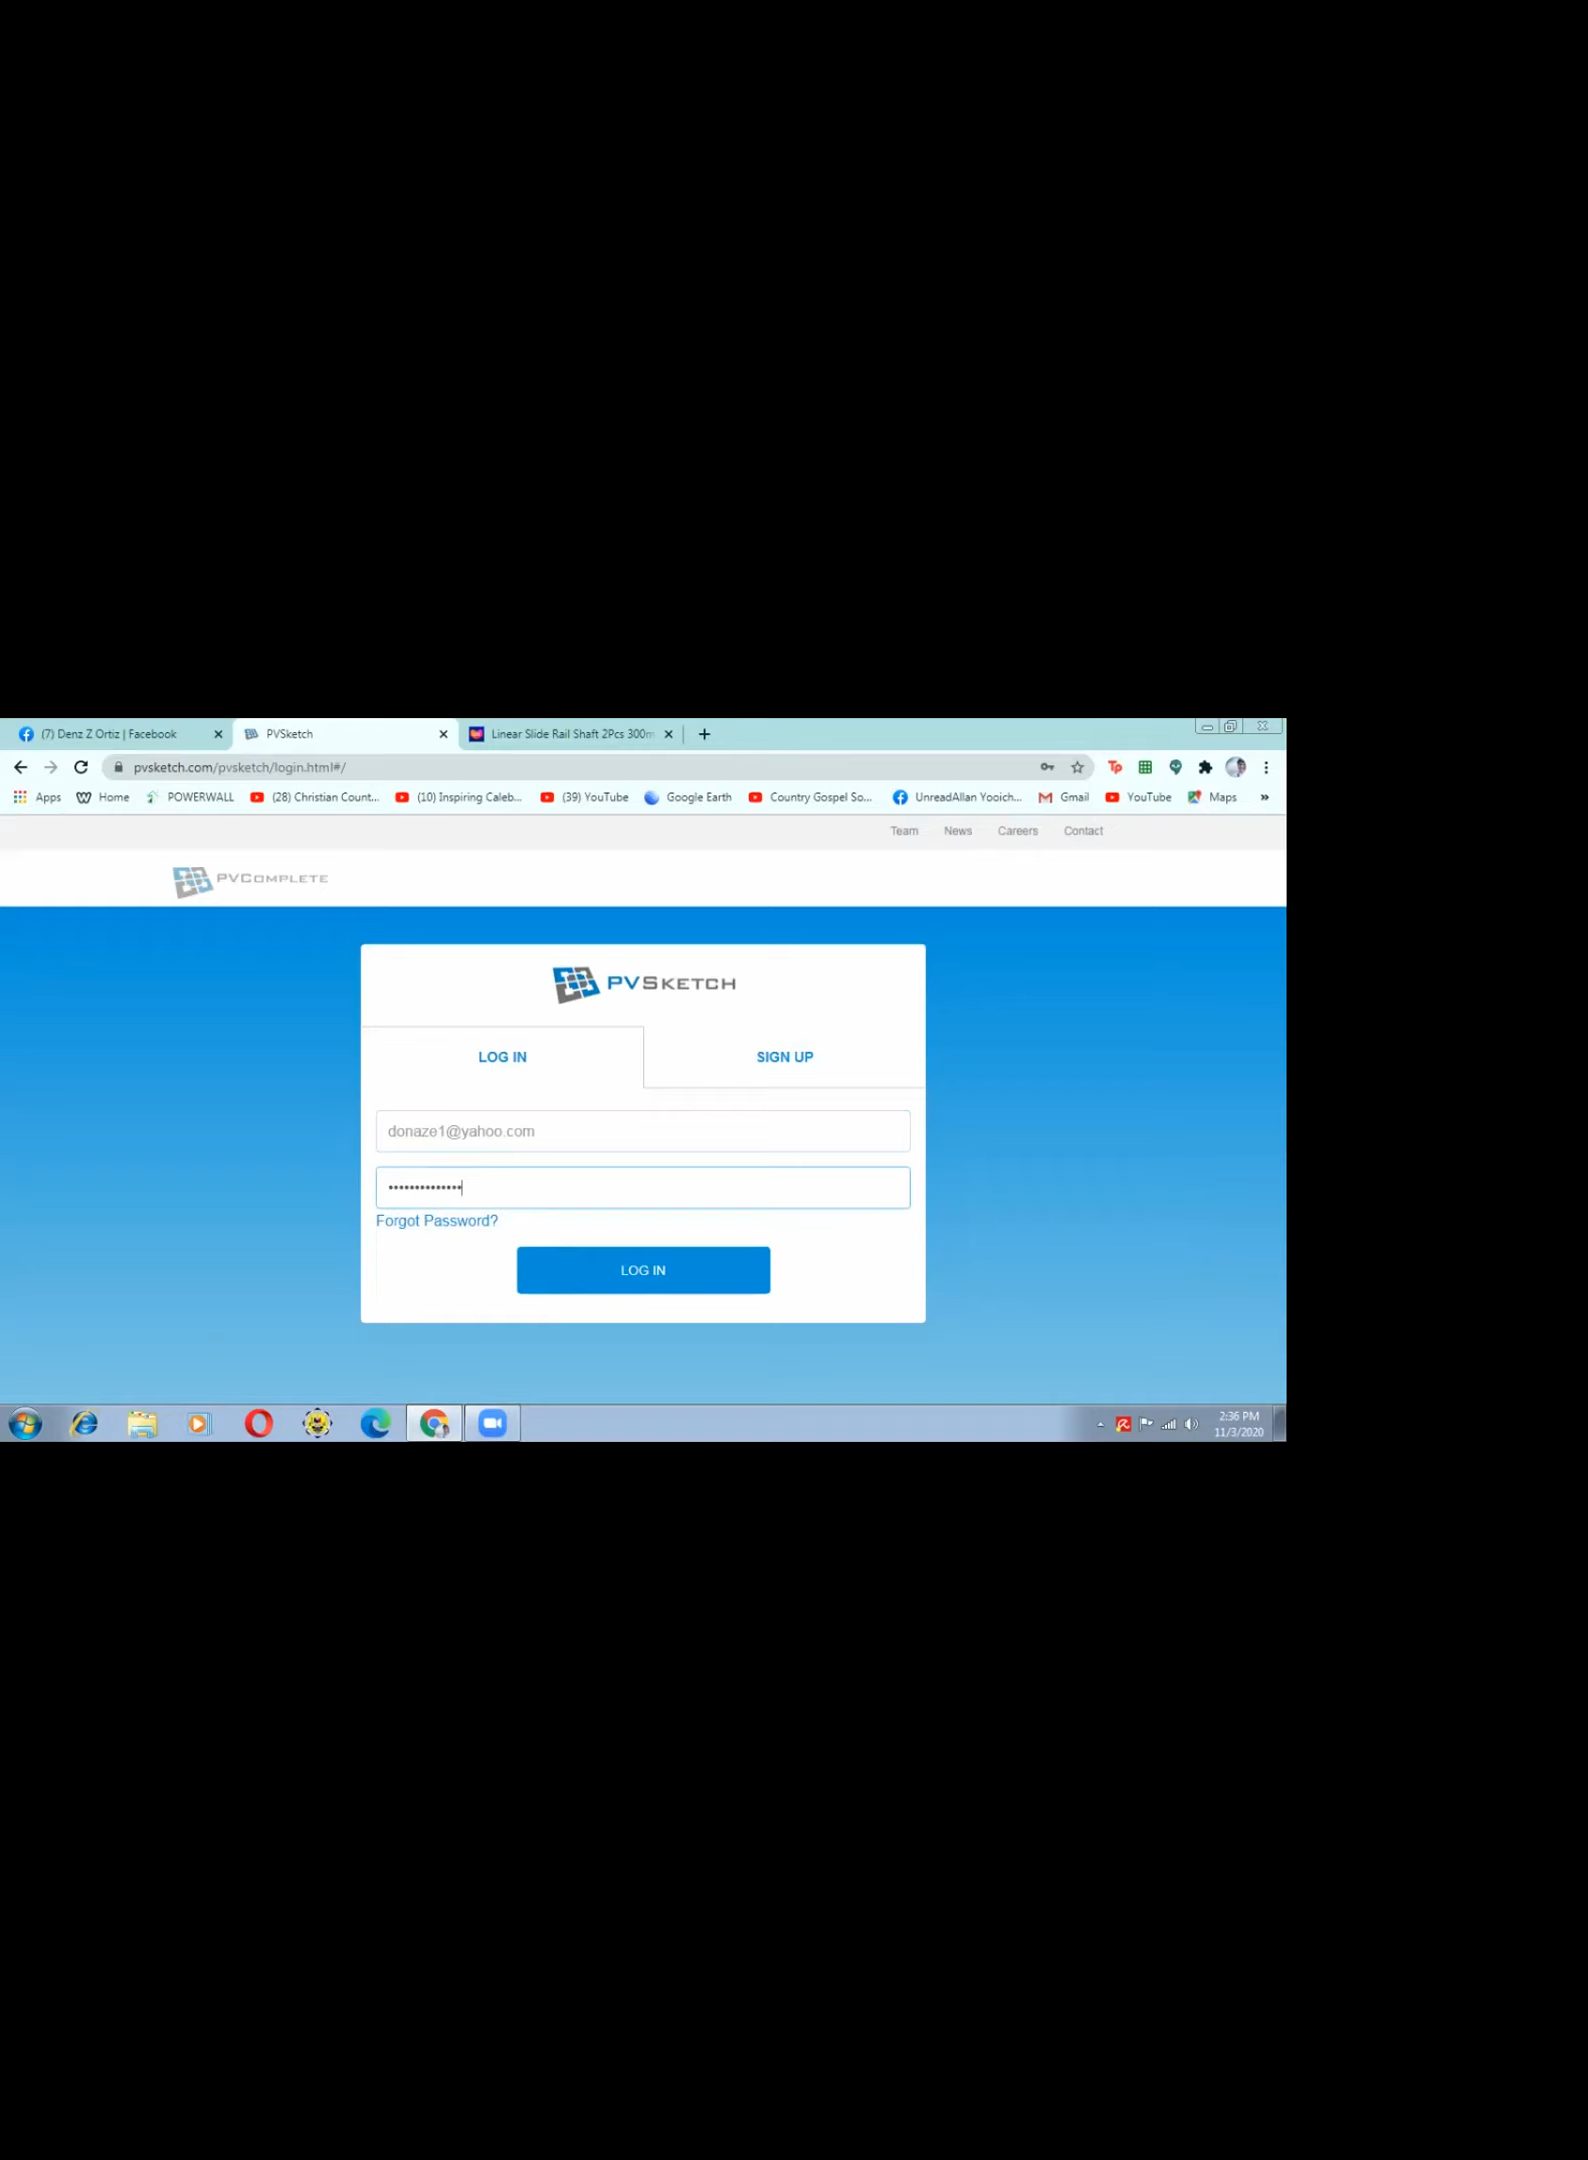 (7) Denz Z Ortiz | Facebook PVSketch Linear Slide Rail Shaft 2Pcs 300m
pvsketch.com/pvsketch/login.html#/
Apps Home POWERWALL (28) Christian Count... (10) Inspiring Caleb... (39) YouTube Google Earth Country Gospel So... UnreadAllan Yooich... Gmail YouTube Maps »
Team News Careers Contact
PVCOMPLETE
PVSKETCH
LOG IN SIGN UP
donaze1@yahoo.com
Forgot Password?
LOG IN
2:36 PM
11/3/2020